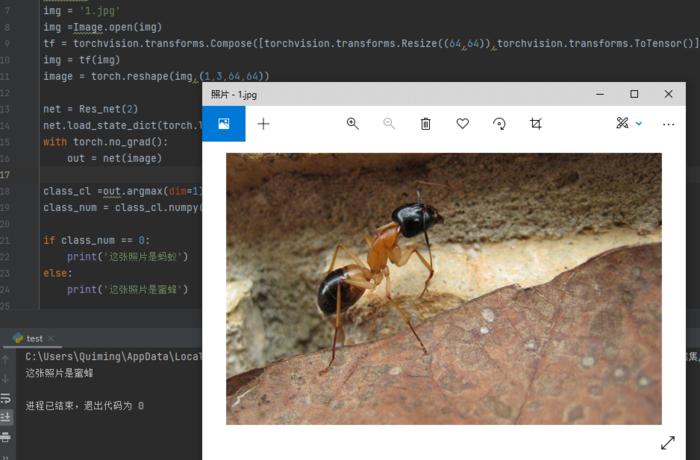 7 img = '1.jpg'
8 img =Image.open(img)
9 tf = torchvision.transforms.Compose([torchvision.transforms.Resize((64,64)),torchvision.transforms.ToTensor()]
10 img = tf(img)
11 image = torch.reshape(img,(1,3,64,64))
12
照片 - 1.jpg
13 net = Res_net(2)
14 net.load_state_dict(torch.
15 with torch.no_grad():
16 out = net(image)
17
18 class_cl =out.argmax(dim=1)
19 class_num = class_cl.numpy
20
21 if class_num == 0:
22 print('这张照片是蚂蚁')
23 else:
24 print('这张照片是蜜蜂')
25
test
C:\Users\Quiming\AppData\Local
这张照片是蜜蜂
进程已结束，退出代码为 0